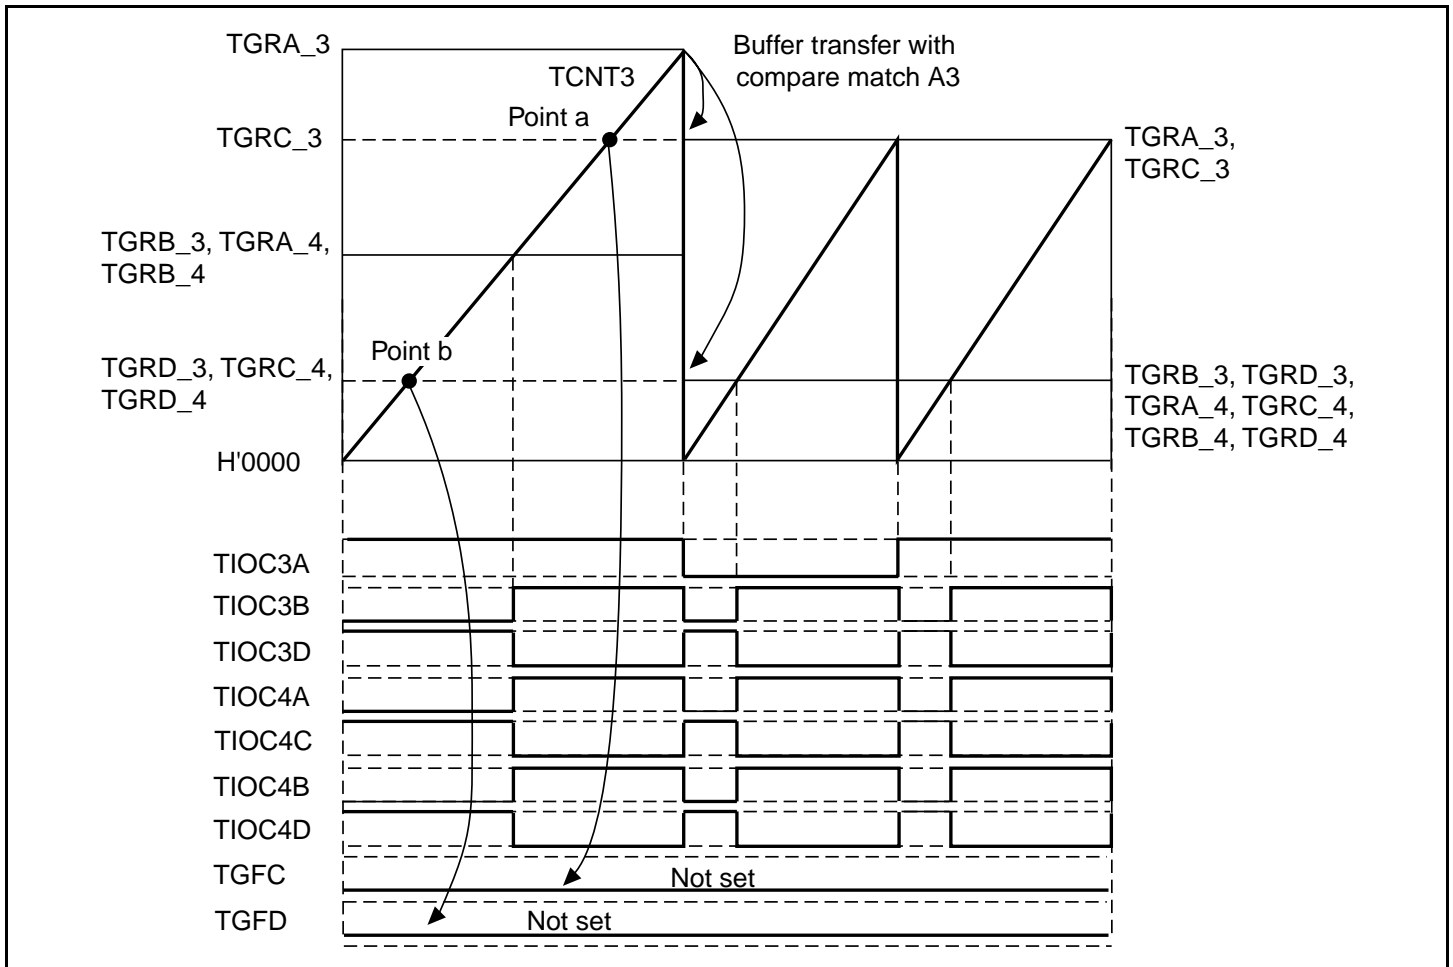 TGRA_3
Buffer transfer with
compare match A3
TCNT3
Point a
TGRC_3
TGRA_3,
TGRC_3
TGRB_3, TGRA_4,
TGRB_4
Point b
TGRD_3, TGRC_4,
TGRD_4
TGRB_3, TGRD_3,
TGRA_4, TGRC_4,
TGRB_4, TGRD_4
H'0000
TIOC3A
TIOC3B
TIOC3D
TIOC4A
TIOC4C
TIOC4B
TIOC4D
TGFC
Not set
TGFD
Not set